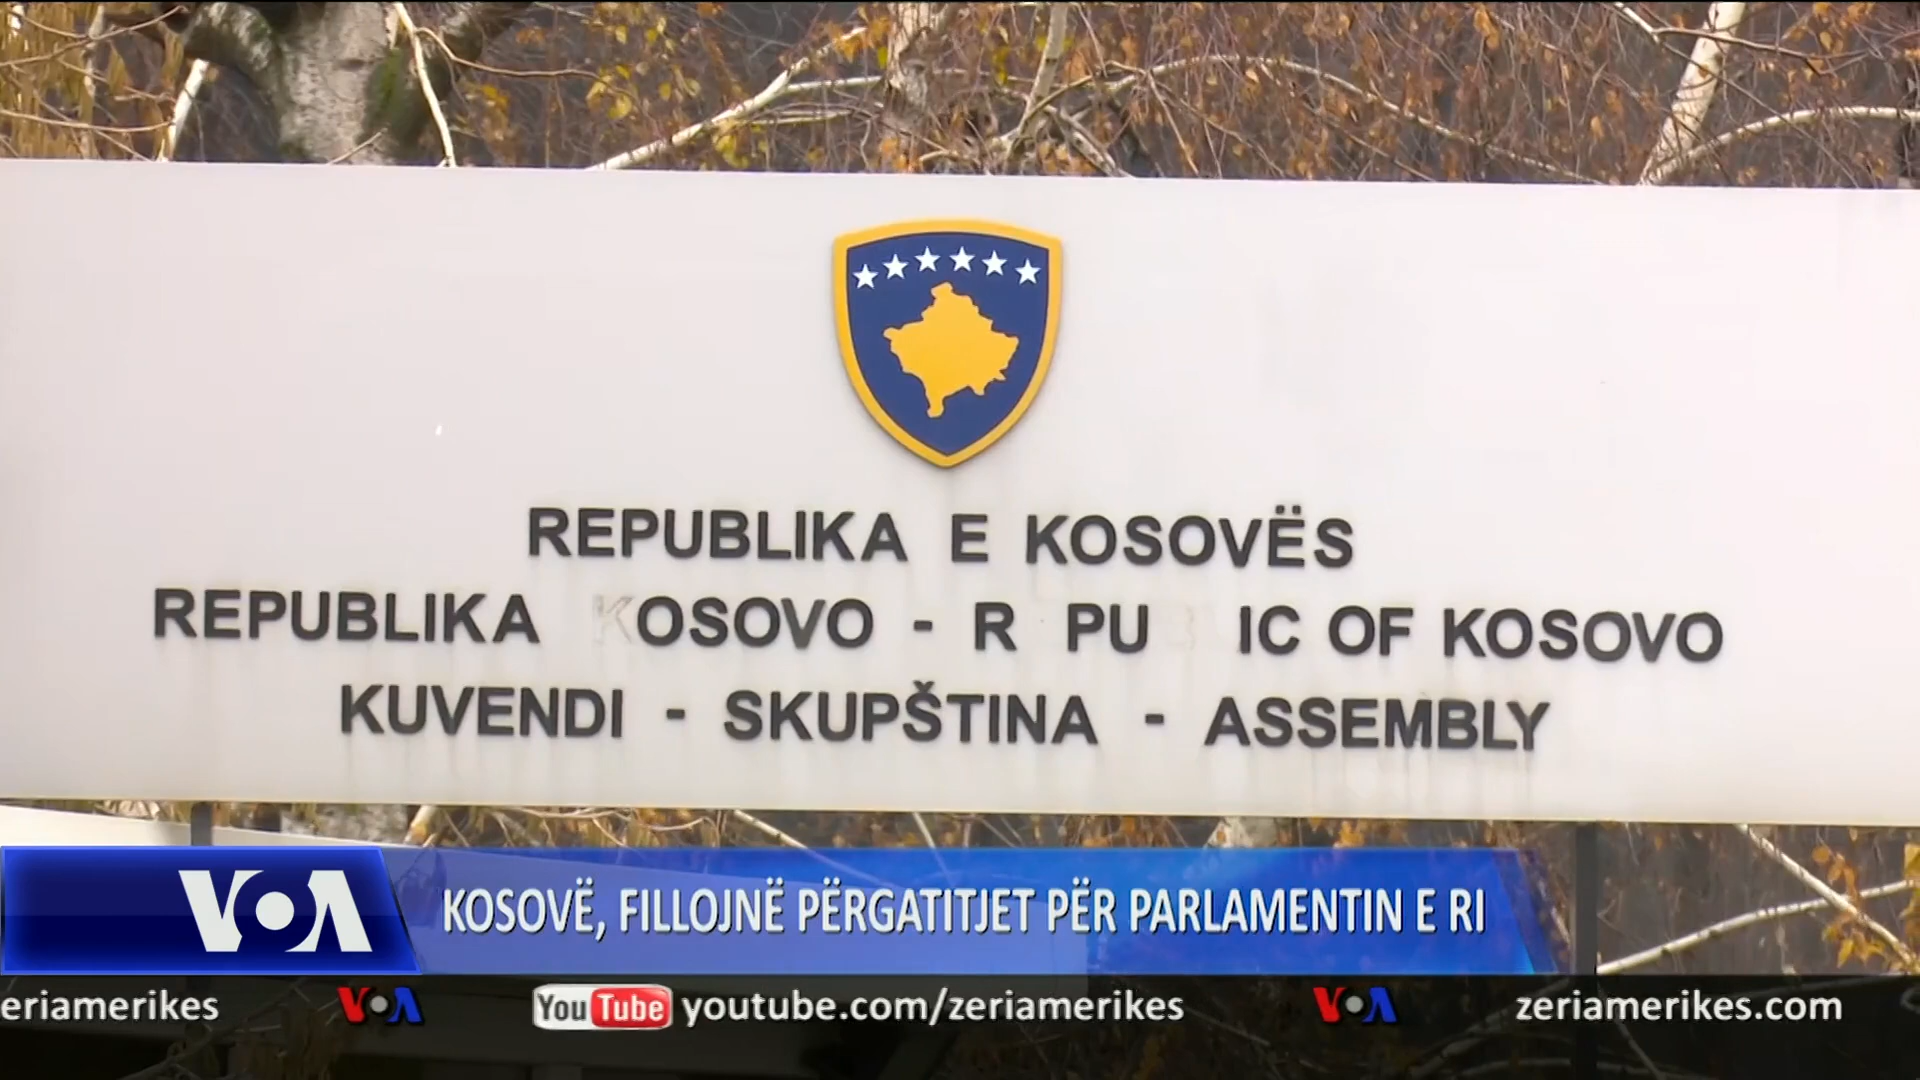 REPUBLIKA E KOSOVËS
REPUBLIKA KOSOVO - R PU IC OF KOSOVO
KUVENDI - SKUPŠTINA - ASSEMBLY
VOA KOSOVË, FILLOJNË PËRGATITJET PËR PARLAMENTIN E RI
eriamerikes VOA YouTube youtube.com/zeriamerikes VOA zeriamerikes.com